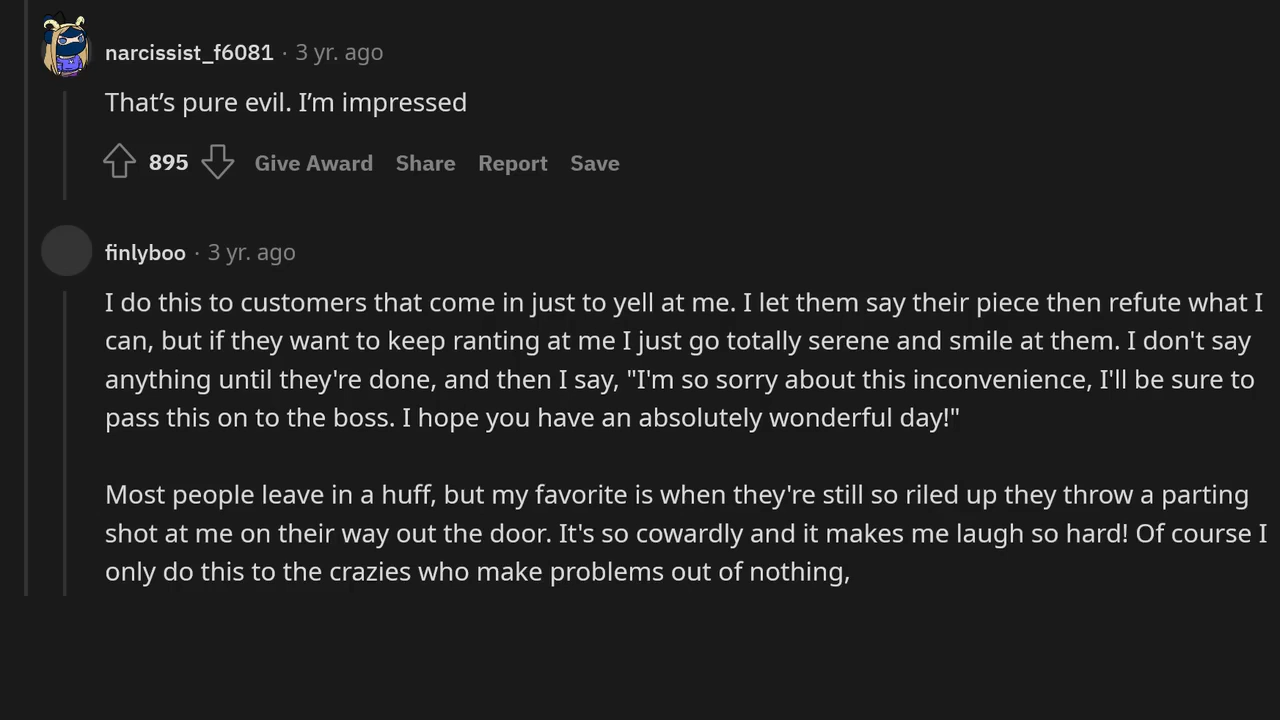 narcissist_f6081 · 3 yr. ago
That’s pure evil. I’m impressed
895 Give Award Share Report Save
finlyboo · 3 yr. ago
I do this to customers that come in just to yell at me. I let them say their piece then refute what I
can, but if they want to keep ranting at me I just go totally serene and smile at them. I don't say
anything until they're done, and then I say, "I'm so sorry about this inconvenience, I'll be sure to
pass this on to the boss. I hope you have an absolutely wonderful day!"
Most people leave in a huff, but my favorite is when they're still so riled up they throw a parting
shot at me on their way out the door. It's so cowardly and it makes me laugh so hard! Of course I
only do this to the crazies who make problems out of nothing,